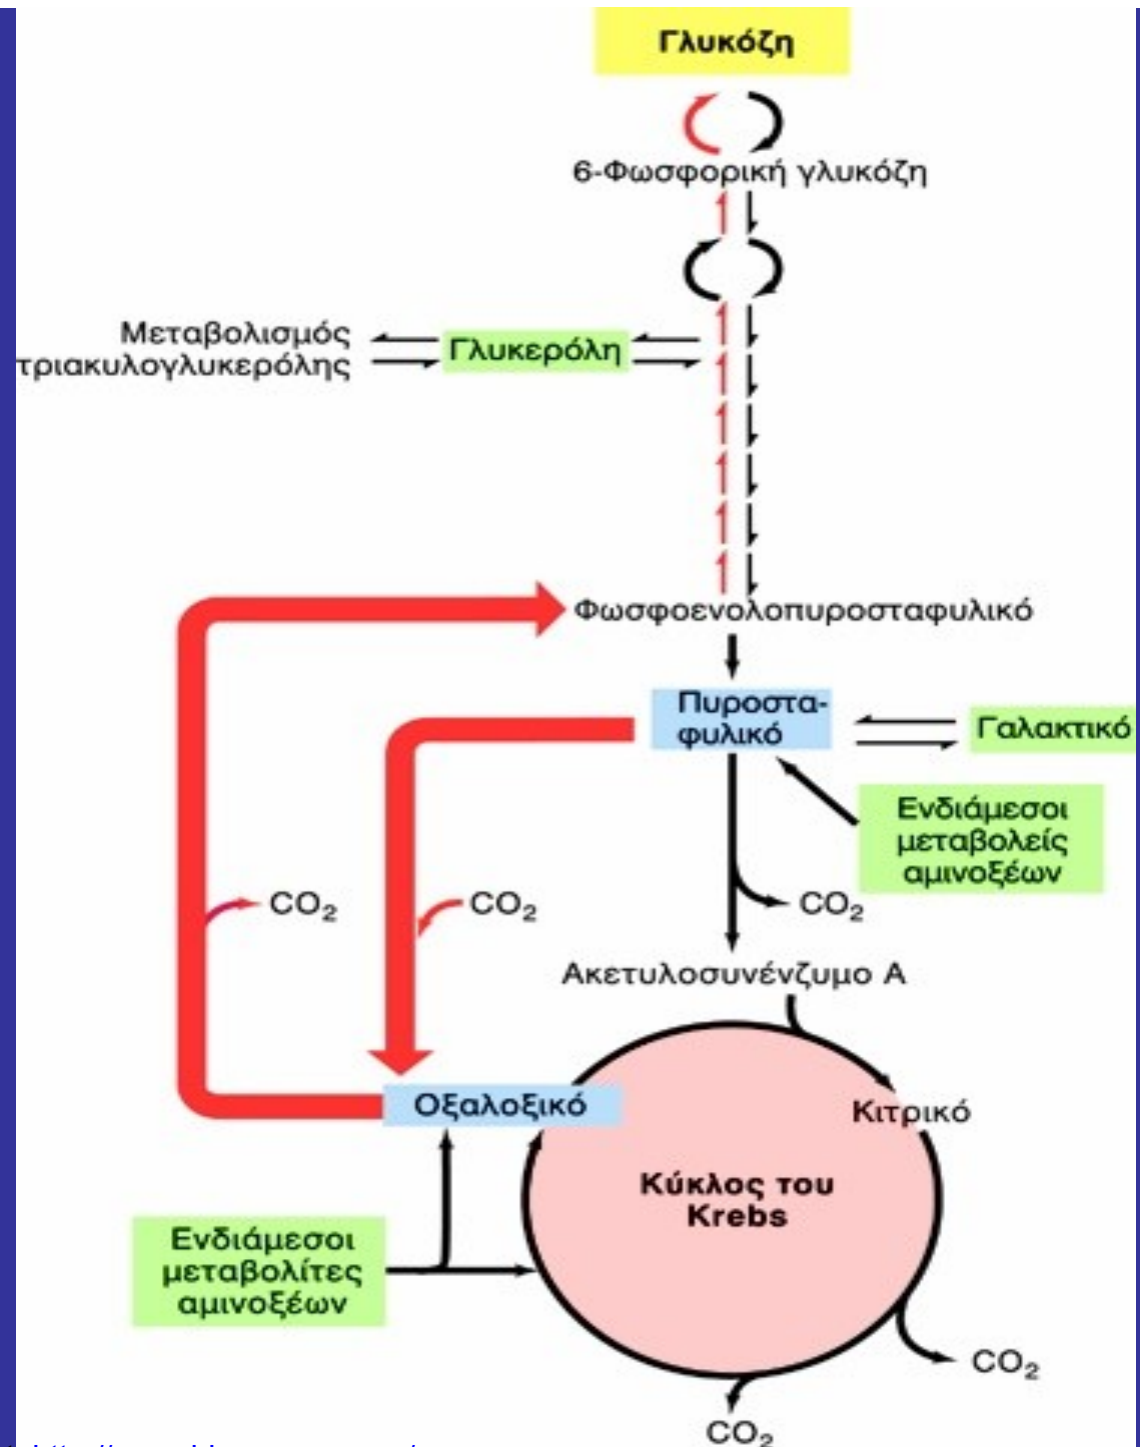 Γλυκόζη
6-Φωσφορική γλυκόζη
Μεταβολισμός
τριακυλογλυκερόλης
Γλυκερόλη
Φωσφοενολοπυροσταφυλικό
Πυροστα-
φυλικό
Γαλακτικό
Ενδιάμεσοι
μεταβολείς
αμινοξέων
CO₂
CO₂
CO₂
Ακετυλοσυνένζυμο Α
Οξαλοξικό
Κιτρικό
Κύκλος του
Krebs
Ενδιάμεσοι
μεταβολίτες
αμινοξέων
CO₂
CO₂